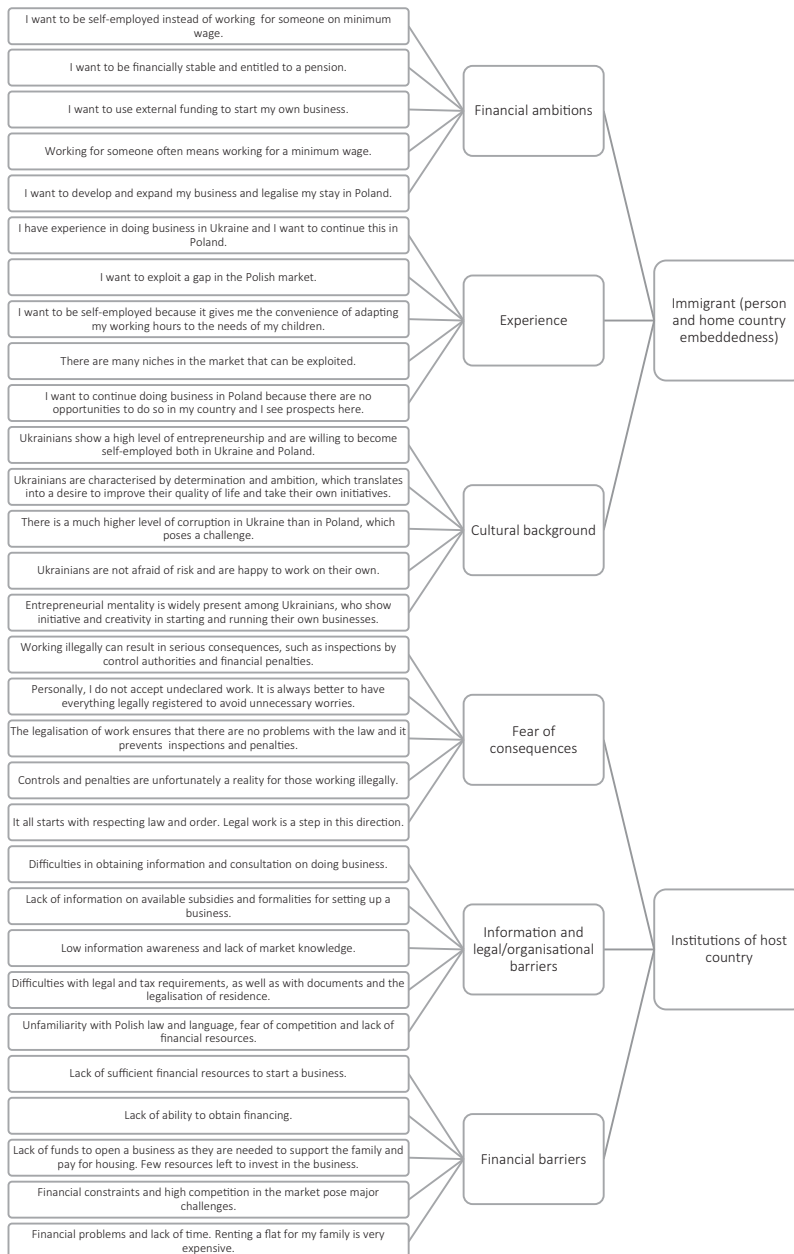 I want to be self-employed instead of working for someone on minimum
wage.
I want to be financially stable and entitled to a pension.
I want to use external funding to start my own business.
Working for someone often means working for a minimum wage.
I want to develop and expand my business and legalise my stay in Poland.
Financial ambitions
I have experience in doing business in Ukraine and I want to continue this in
Poland.
I want to exploit a gap in the Polish market.
I want to be self-employed because it gives me the convenience of adapting
my working hours to the needs of my children.
There are many niches in the market that can be exploited.
I want to continue doing business in Poland because there are no
opportunities to do so in my country and I see prospects here.
Experience
Ukrainians show a high level of entrepreneurship and are willing to become
self-employed both in Ukraine and Poland.
Ukrainians are characterised by determination and ambition, which translates
into a desire to improve their quality of life and take their own initiatives.
There is a much higher level of corruption in Ukraine than in Poland, which
poses a challenge.
Ukrainians are not afraid of risk and are happy to work on their own.
Entrepreneurial mentality is widely present among Ukrainians, who show
initiative and creativity in starting and running their own businesses.
Cultural background
Immigrant (person
and home country
embeddedness)
Working illegally can result in serious consequences, such as inspections by
control authorities and financial penalties.
Personally, I do not accept undeclared work. It is always better to have
everything legally registered to avoid unnecessary worries.
The legalisation of work ensures that there are no problems with the law and it
prevents inspections and penalties.
Controls and penalties are unfortunately a reality for those working illegally.
It all starts with respecting law and order. Legal work is a step in this direction.
Fear of
consequences
Difficulties in obtaining information and consultation on doing business.
Lack of information on available subsidies and formalities for setting up a
business.
Low information awareness and lack of market knowledge.
Difficulties with legal and tax requirements, as well as with documents and the
legalisation of residence.
Unfamiliarity with Polish law and language, fear of competition and lack of
financial resources.
Information and
legal/organisational
barriers
Lack of sufficient financial resources to start a business.
Lack of ability to obtain financing.
Lack of funds to open a business as they are needed to support the family and
pay for housing. Few resources left to invest in the business.
Financial constraints and high competition in the market pose major
challenges.
Financial problems and lack of time. Renting a flat for my family is very
expensive.
Financial barriers
Institutions of host
country